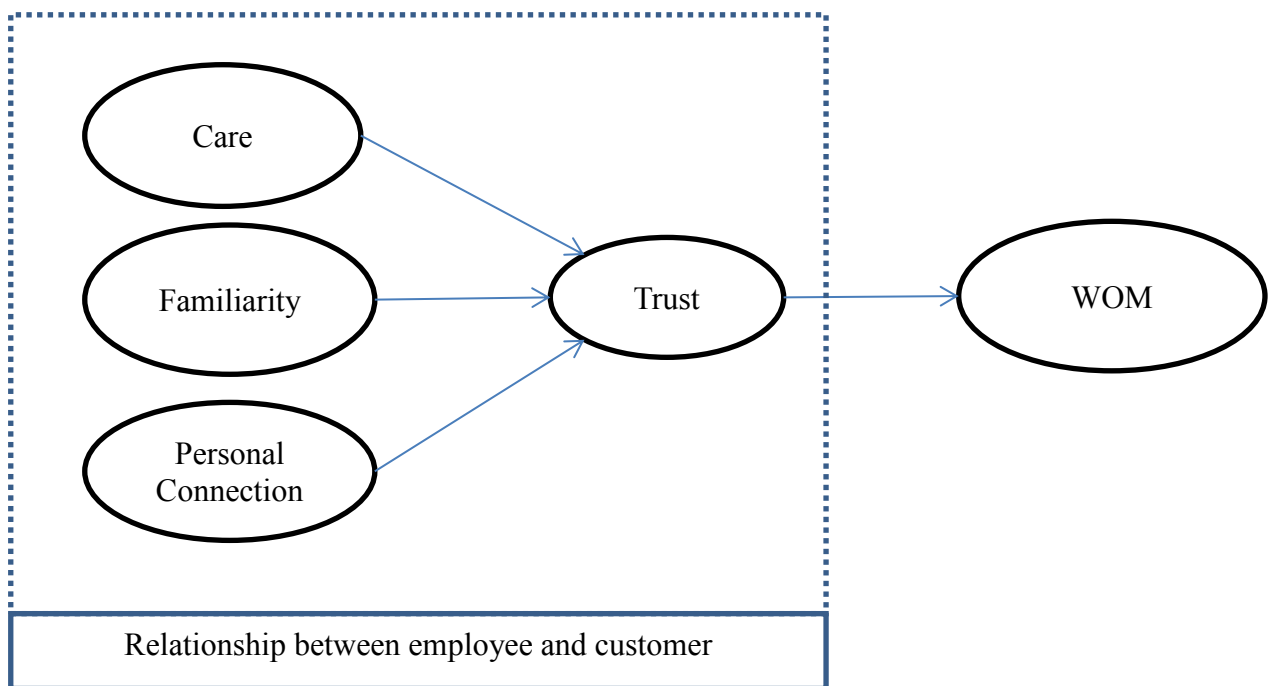 Care
Familiarity
Trust
WOM
Personal
Connection
Relationship between employee and customer